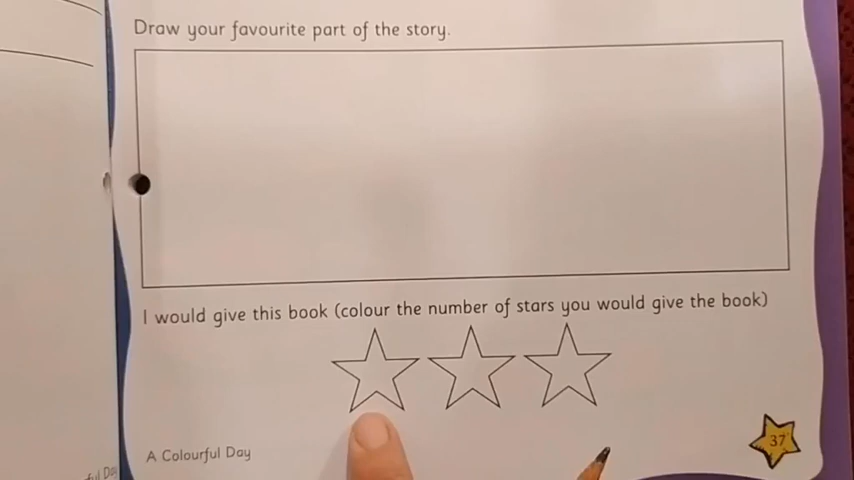 Draw your favourite part of the story.
I would give this book (colour the number of stars you would give the book)
A Colourful Day
37